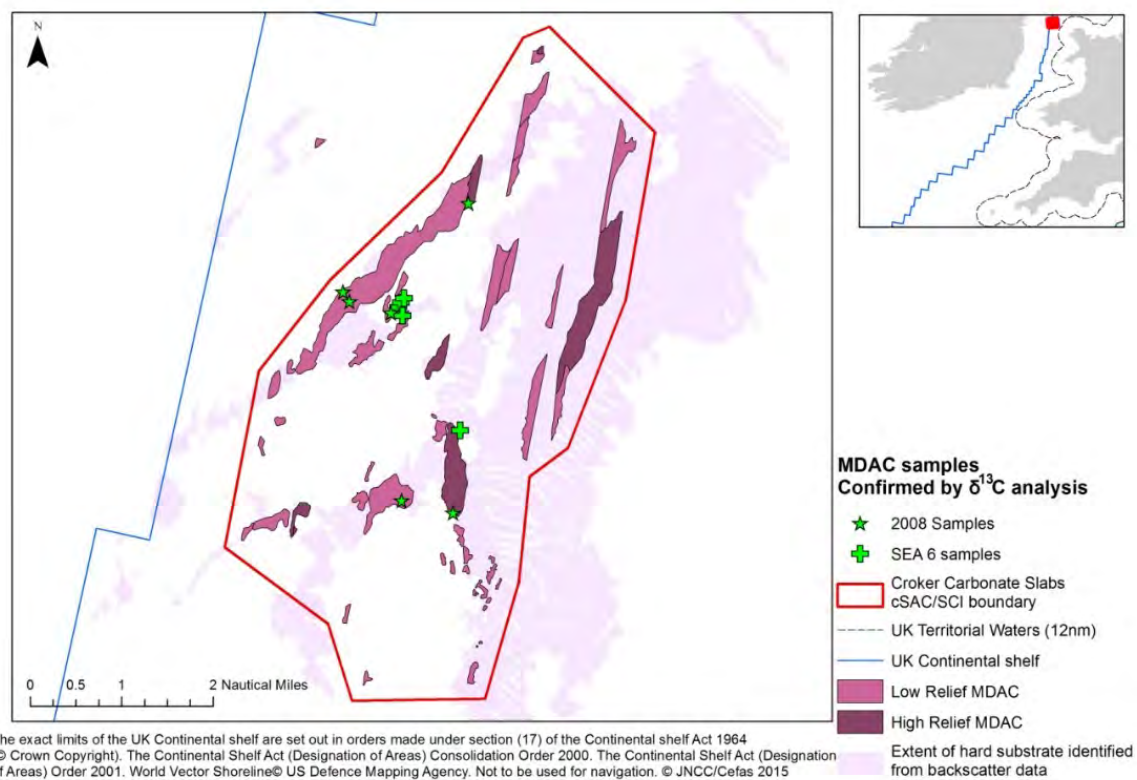 N
0 0.5 1 2 Nautical Miles
MDAC samples
Confirmed by δ¹³C analysis
2008 Samples
SEA 6 samples
Croker Carbonate Slabs
cSAC/SCI boundary
UK Territorial Waters (12nm)
UK Continental shelf
Low Relief MDAC
High Relief MDAC
Extent of hard substrate identified
from backscatter data
he exact limits of the UK Continental shelf are set out in orders made under section (17) of the Continental shelf Act 1964
© Crown Copyright). The Continental Shelf Act (Designation of Areas) Consolidation Order 2000. The Continental Shelf Act (Designation
f Areas) Order 2001. World Vector Shoreline© US Defence Mapping Agency. Not to be used for navigation. © JNCC/Cefas 2015